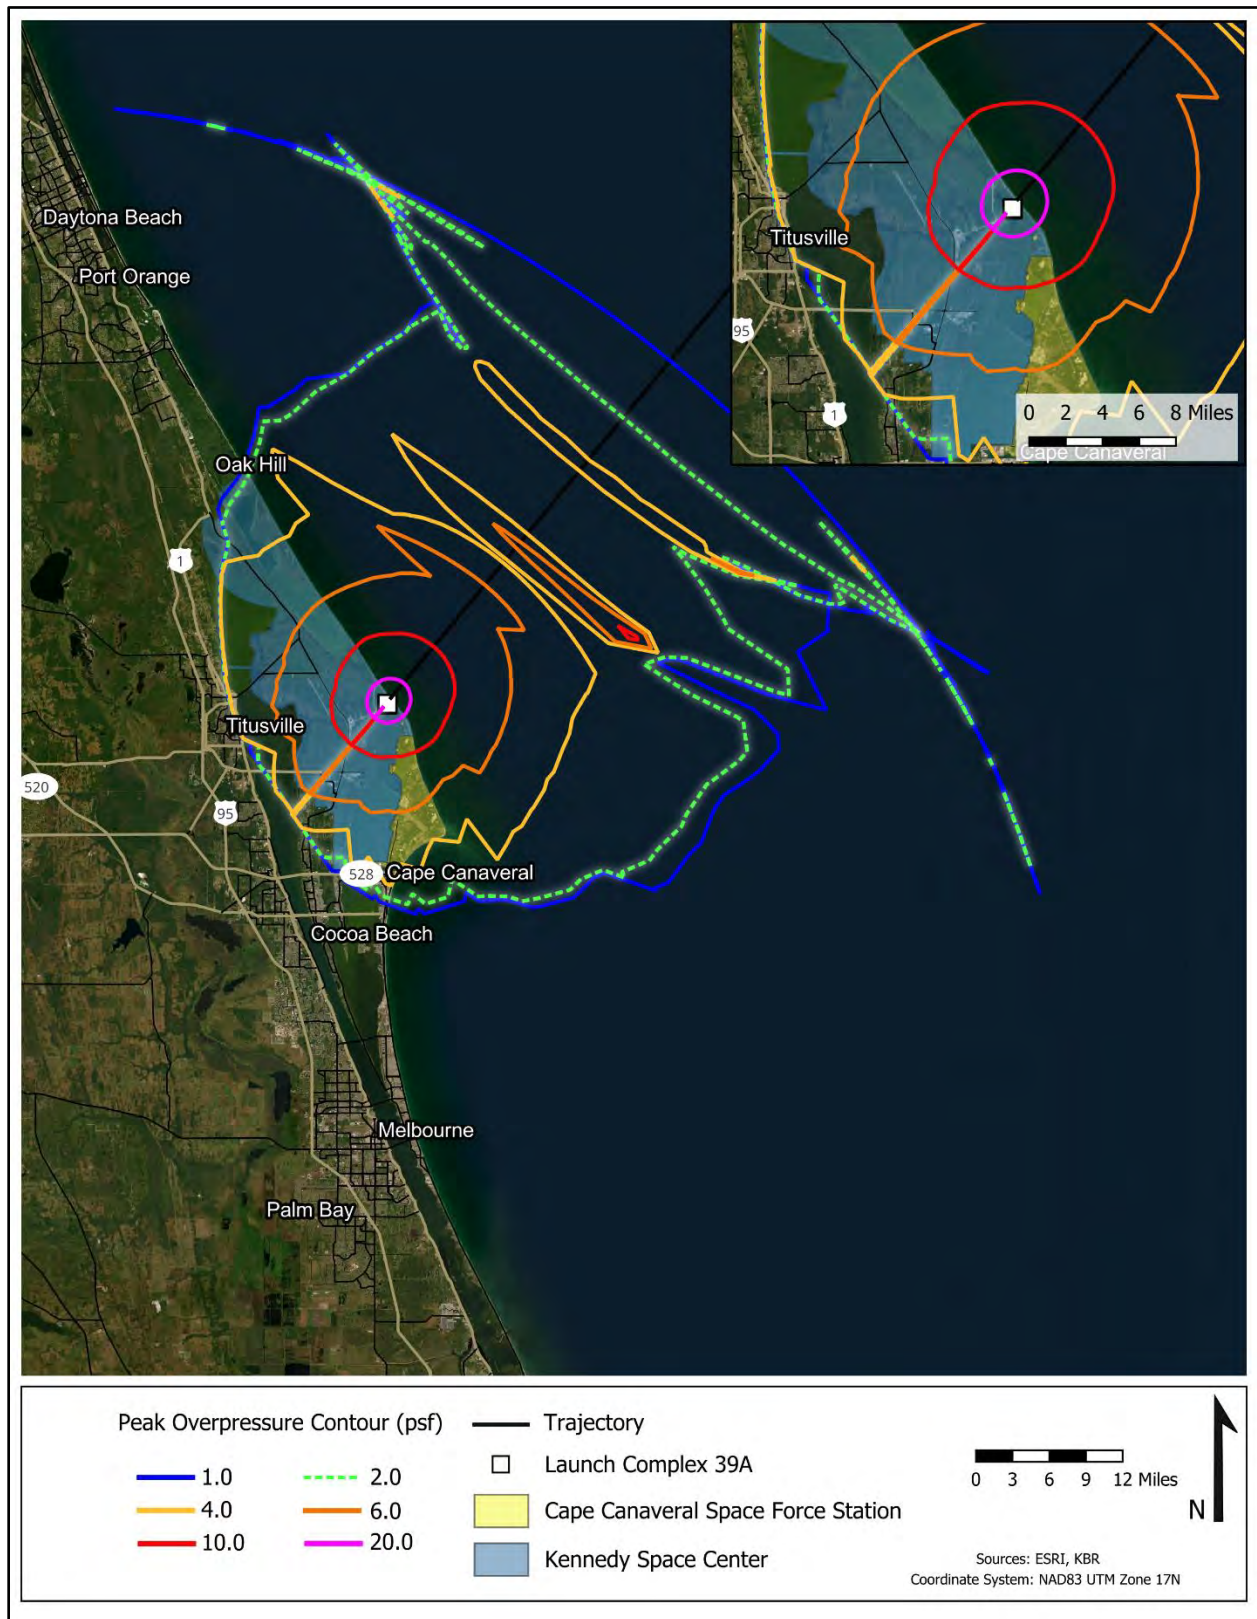 Daytona Beach
Port Orange
Oak Hill
1
Titusville
520
95
528
Cape Canaveral
Cocoa Beach
Melbourne
Palm Bay
Titusville
95
1
0 2 4 6 8 Miles
Cape Canaveral
Peak Overpressure Contour (psf)
1.0
2.0
4.0
6.0
10.0
20.0
Trajectory
Launch Complex 39A
Cape Canaveral Space Force Station
Kennedy Space Center
0 3 6 9 12 Miles
N
Sources: ESRI, KBR
Coordinate System: NAD83 UTM Zone 17N